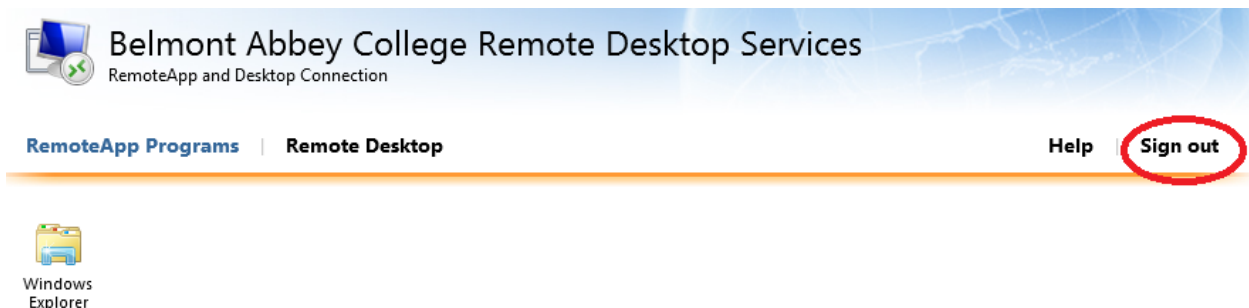 Belmont Abbey College Remote Desktop Services
RemoteApp and Desktop Connection
RemoteApp Programs | Remote Desktop Help | Sign out
Windows
Explorer